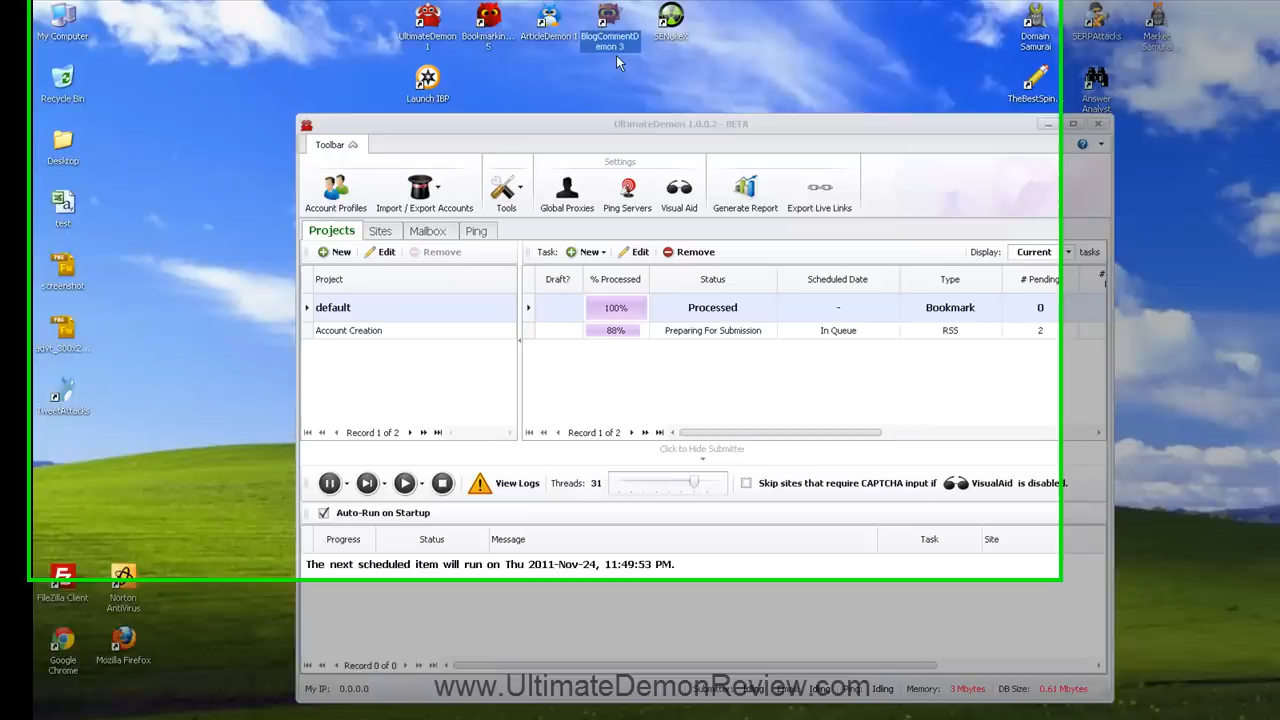 My Computer
UltimateDemon 1
Bookmarkin... 5
ArticleDemon 1
BlogCommentDemon 3
SENukeX
Domain Samurai
SERPAttacks
Market Samurai
Recycle Bin
Launch IBP
TheBestSpin...
Answer Analyst
UltimateDemon 1.0.0.2-- BETA
Toolbar
Desktop
Settings
Account Profiles
Import / Export Accounts
Tools
Global Proxies
Ping Servers
Visual Aid
Generate Report
Export Live Links
test
Projects
Sites
Mailbox
Ping
New
Edit
Remove
Task:
New
Edit
Remove
Display:
Current
tasks
Project
Draft?
% Processed
Status
Scheduled Date
Type
# Pending
#
screenshot
default
100%
Processed
-
Bookmark
0
Account Creation
88%
Preparing For Submission
In Queue
RSS
2
advt_300x2...
TweetAttacks
Record 1 of 2
Record 1 of 2
Click to Hide Submitter
View Logs
Threads: 31
Skip sites that require CAPTCHA input if
VisualAid is disabled.
Auto-Run on Startup
Progress
Status
Message
Task
Site
The next scheduled item will run on Thu 2011-Nov-24, 11:49:53 PM.
FileZilla Client
Norton AntiVirus
Google Chrome
Mozilla Firefox
Record 0 of 0
My IP: 0.0.0.0
www.UltimateDemonReview.com
Idling
Memory: 3 Mbytes
DB Size: 0.61 Mbytes